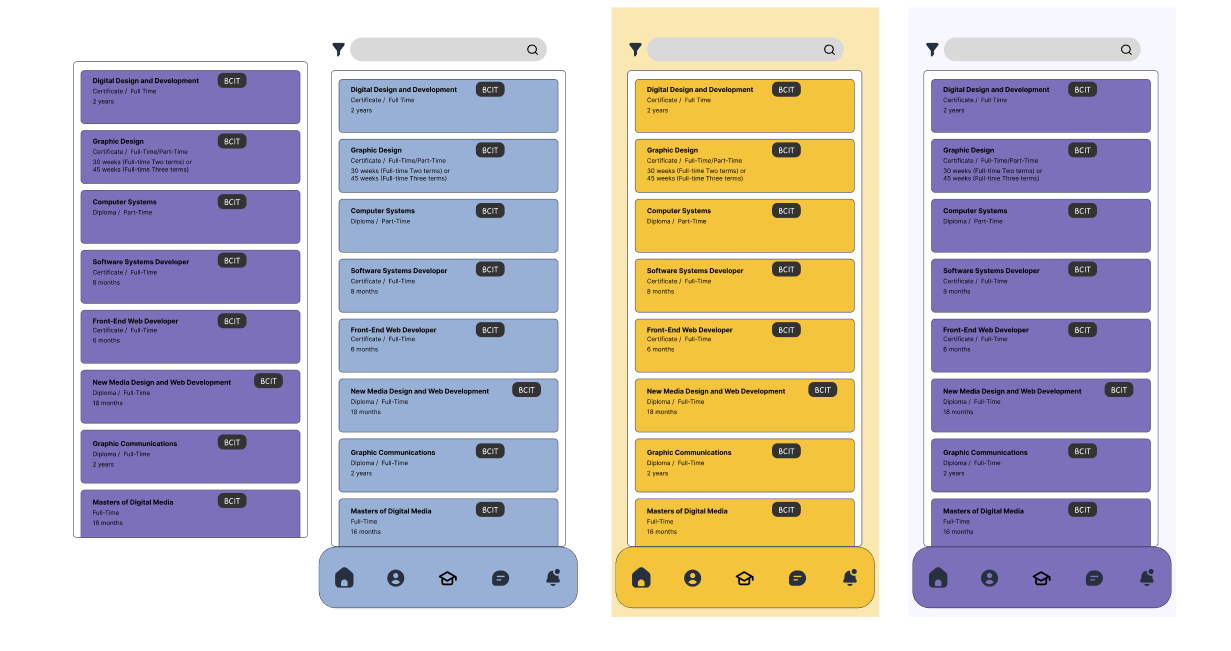 Digital Design and Development BCIT
Certificate / Full Time
2 years
Graphic Design BCIT
Certificate / Full-Time/Part-Time
30 weeks (Full-time Two terms) or
45 weeks (Full-time Three terms)
Computer Systems BCIT
Diploma / Part-Time
Software Systems Developer BCIT
Certificate / Full-Time
8 months
Front-End Web Developer BCIT
Certificate / Full-Time
6 months
New Media Design and Web Development BCIT
Diploma / Full-Time
18 months
Graphic Communications BCIT
Diploma / Full-Time
2 years
Masters of Digital Media BCIT
Full-Time
16 months
Digital Design and Development BCIT
Certificate / Full Time
2 years
Graphic Design BCIT
Certificate / Full-Time/Part-Time
30 weeks (Full-time Two terms) or
45 weeks (Full-time Three terms)
Computer Systems BCIT
Diploma / Part-Time
Software Systems Developer BCIT
Certificate / Full-Time
8 months
Front-End Web Developer BCIT
Certificate / Full-Time
6 months
New Media Design and Web Development BCIT
Diploma / Full-Time
18 months
Graphic Communications BCIT
Diploma / Full-Time
2 years
Masters of Digital Media BCIT
Full-Time
16 months
Digital Design and Development BCIT
Certificate / Full Time
2 years
Graphic Design BCIT
Certificate / Full-Time/Part-Time
30 weeks (Full-time Two terms) or
45 weeks (Full-time Three terms)
Computer Systems BCIT
Diploma / Part-Time
Software Systems Developer BCIT
Certificate / Full-Time
8 months
Front-End Web Developer BCIT
Certificate / Full-Time
6 months
New Media Design and Web Development BCIT
Diploma / Full-Time
18 months
Graphic Communications BCIT
Diploma / Full-Time
2 years
Masters of Digital Media BCIT
Full-Time
16 months
Digital Design and Development BCIT
Certificate / Full Time
2 years
Graphic Design BCIT
Certificate / Full-Time/Part-Time
30 weeks (Full-time Two terms) or
45 weeks (Full-time Three terms)
Computer Systems BCIT
Diploma / Part-Time
Software Systems Developer BCIT
Certificate / Full-Time
8 months
Front-End Web Developer BCIT
Certificate / Full-Time
6 months
New Media Design and Web Development BCIT
Diploma / Full-Time
18 months
Graphic Communications BCIT
Diploma / Full-Time
2 years
Masters of Digital Media BCIT
Full-Time
16 months